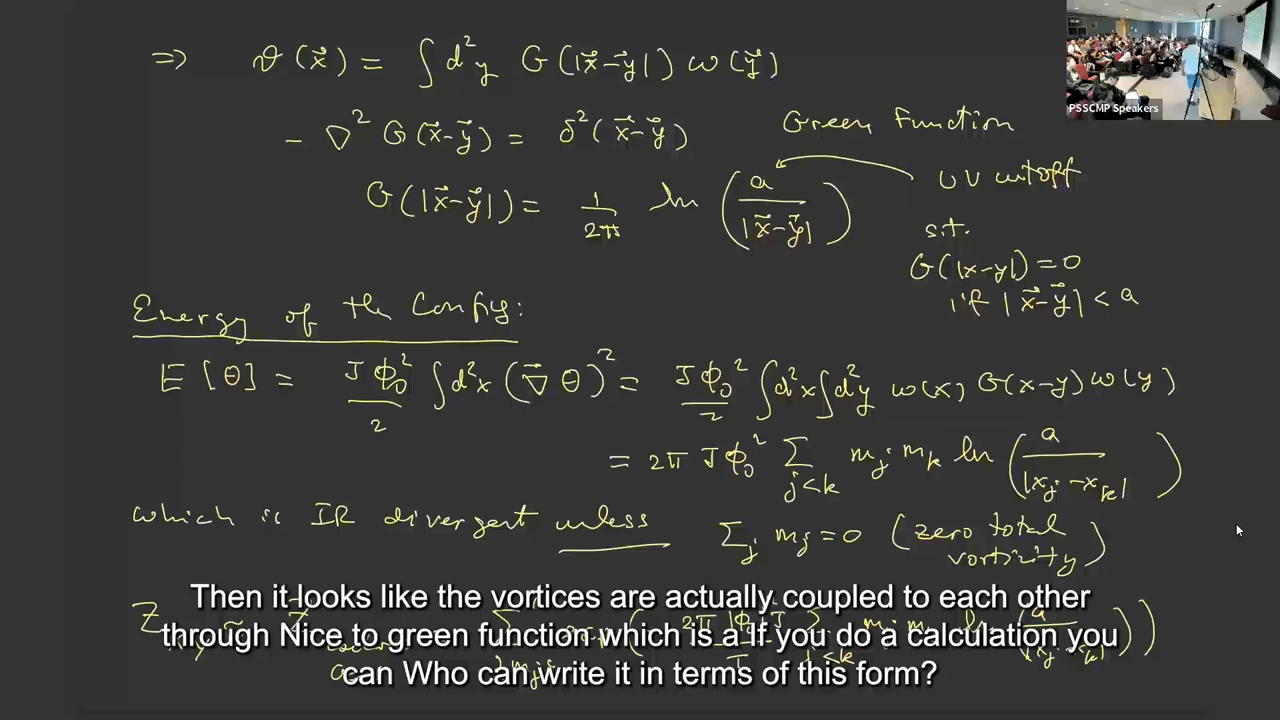 PSSCMP Speakers
⇒ ϑ(x⃗) = ∫d²y G(|x⃗-y⃗|) ω(y⃗)
- ∇² G(x⃗-y⃗) = δ²(x⃗-y⃗) Green Function
G(|x⃗-y⃗|) = 1/2π ln (a/|x⃗-y⃗|) UV cutoff
s.t.
G(|x-y|) = 0
if |x⃗-y⃗| < a
Energy of the Config:
E[θ] = Jϕ₀²/2 ∫d²x (∇⃗θ)² = Jϕ₀²/2 ∫d²x∫d²y ω(x) G(x-y) ω(y)
= 2π Jϕ₀² Σ_{j<k} m_j m_k ln (a/|x_j - x_k|)
which is IR divergent unless Σ_j m_j = 0 (zero total vorticity)
Then it looks like the vortices are actually coupled to each other
through Nice to green function which is a If you do a calculation you
can Who can write it in terms of this form?